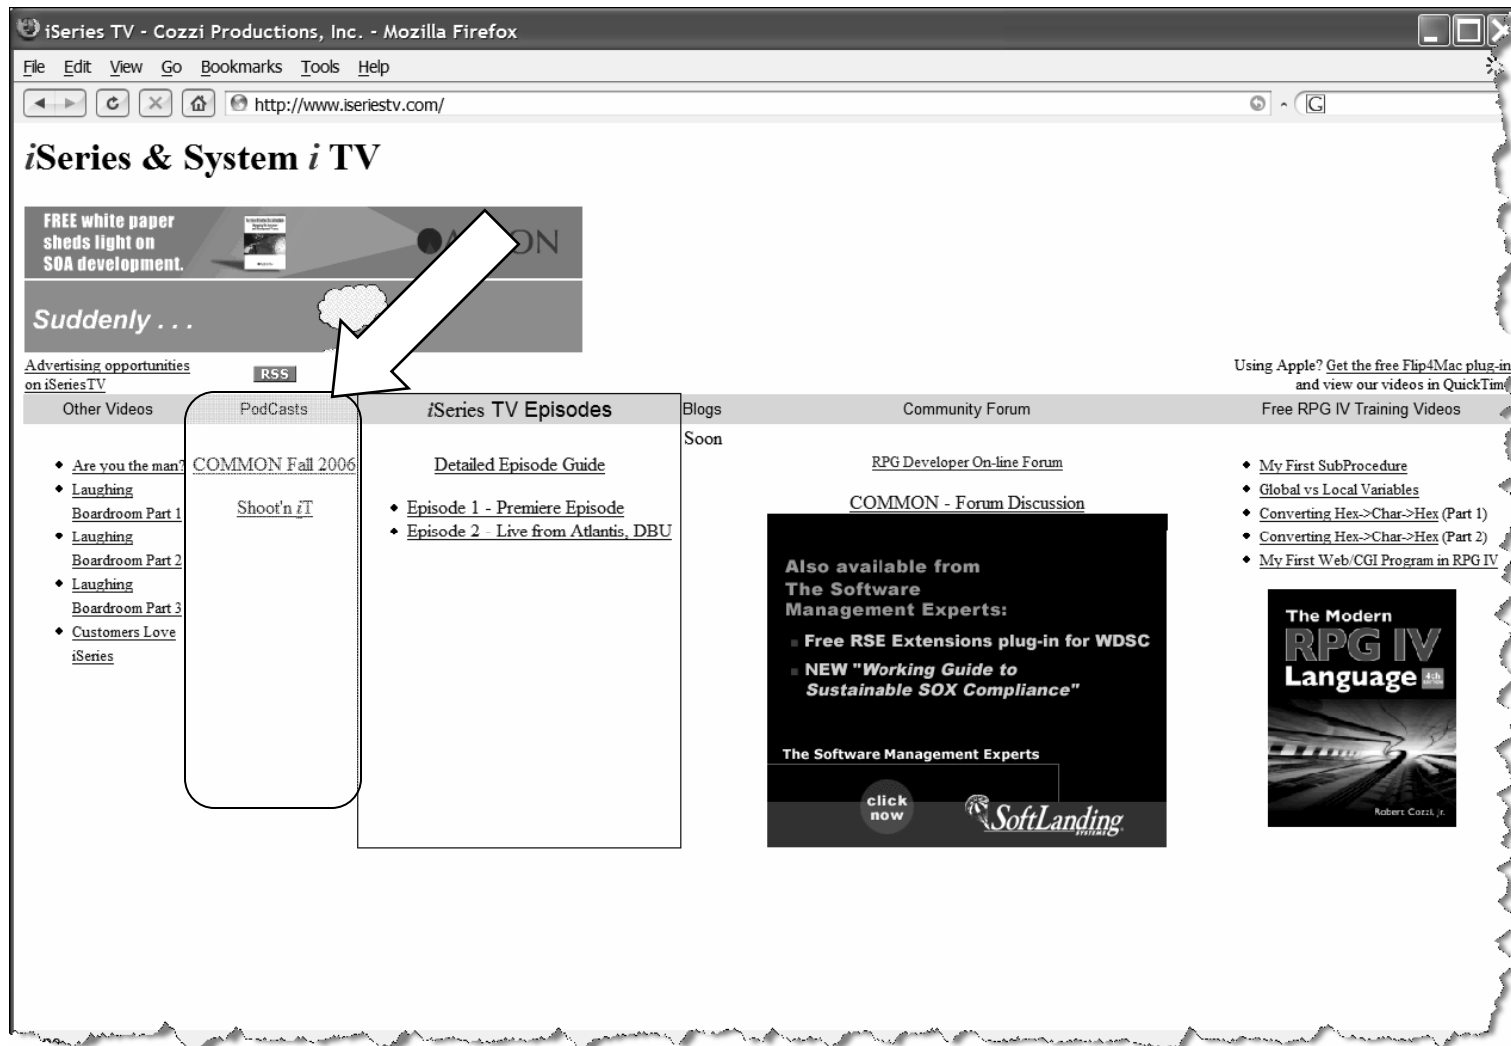 iSeries TV - Cozzi Productions, Inc. - Mozilla Firefox
File Edit View Go Bookmarks Tools Help
http://www.iseriestv.com/
G
iSeries & System i TV
FREE white paper
sheds light on
SOA development.
ON
Suddenly . . .
Advertising opportunities
on iSeriesTV
RSS
Using Apple? Get the free Flip4Mac plug-in
and view our videos in QuickTim
Other Videos
PodCasts
iSeries TV Episodes
Blogs
Community Forum
Free RPG IV Training Videos
Are you the man?
Laughing
Boardroom Part 1
Laughing
Boardroom Part 2
Laughing
Boardroom Part 3
Customers Love
iSeries
COMMON Fall 2006
Shoot'n iT
Detailed Episode Guide
Episode 1 - Premiere Episode
Episode 2 - Live from Atlantis, DBU
Soon
RPG Developer On-line Forum
COMMON - Forum Discussion
Also available from
The Software
Management Experts:
Free RSE Extensions plug-in for WDSC
NEW "Working Guide to
Sustainable SOX Compliance"
The Software Management Experts
click
now
SoftLanding
SYSTEMS
My First SubProcedure
Global vs Local Variables
Converting Hex->Char->Hex (Part 1)
Converting Hex->Char->Hex (Part 2)
My First Web/CGI Program in RPG IV
The Modern
RPG IV
Language 4th
EDITION
Robert Cozzi, Jr.